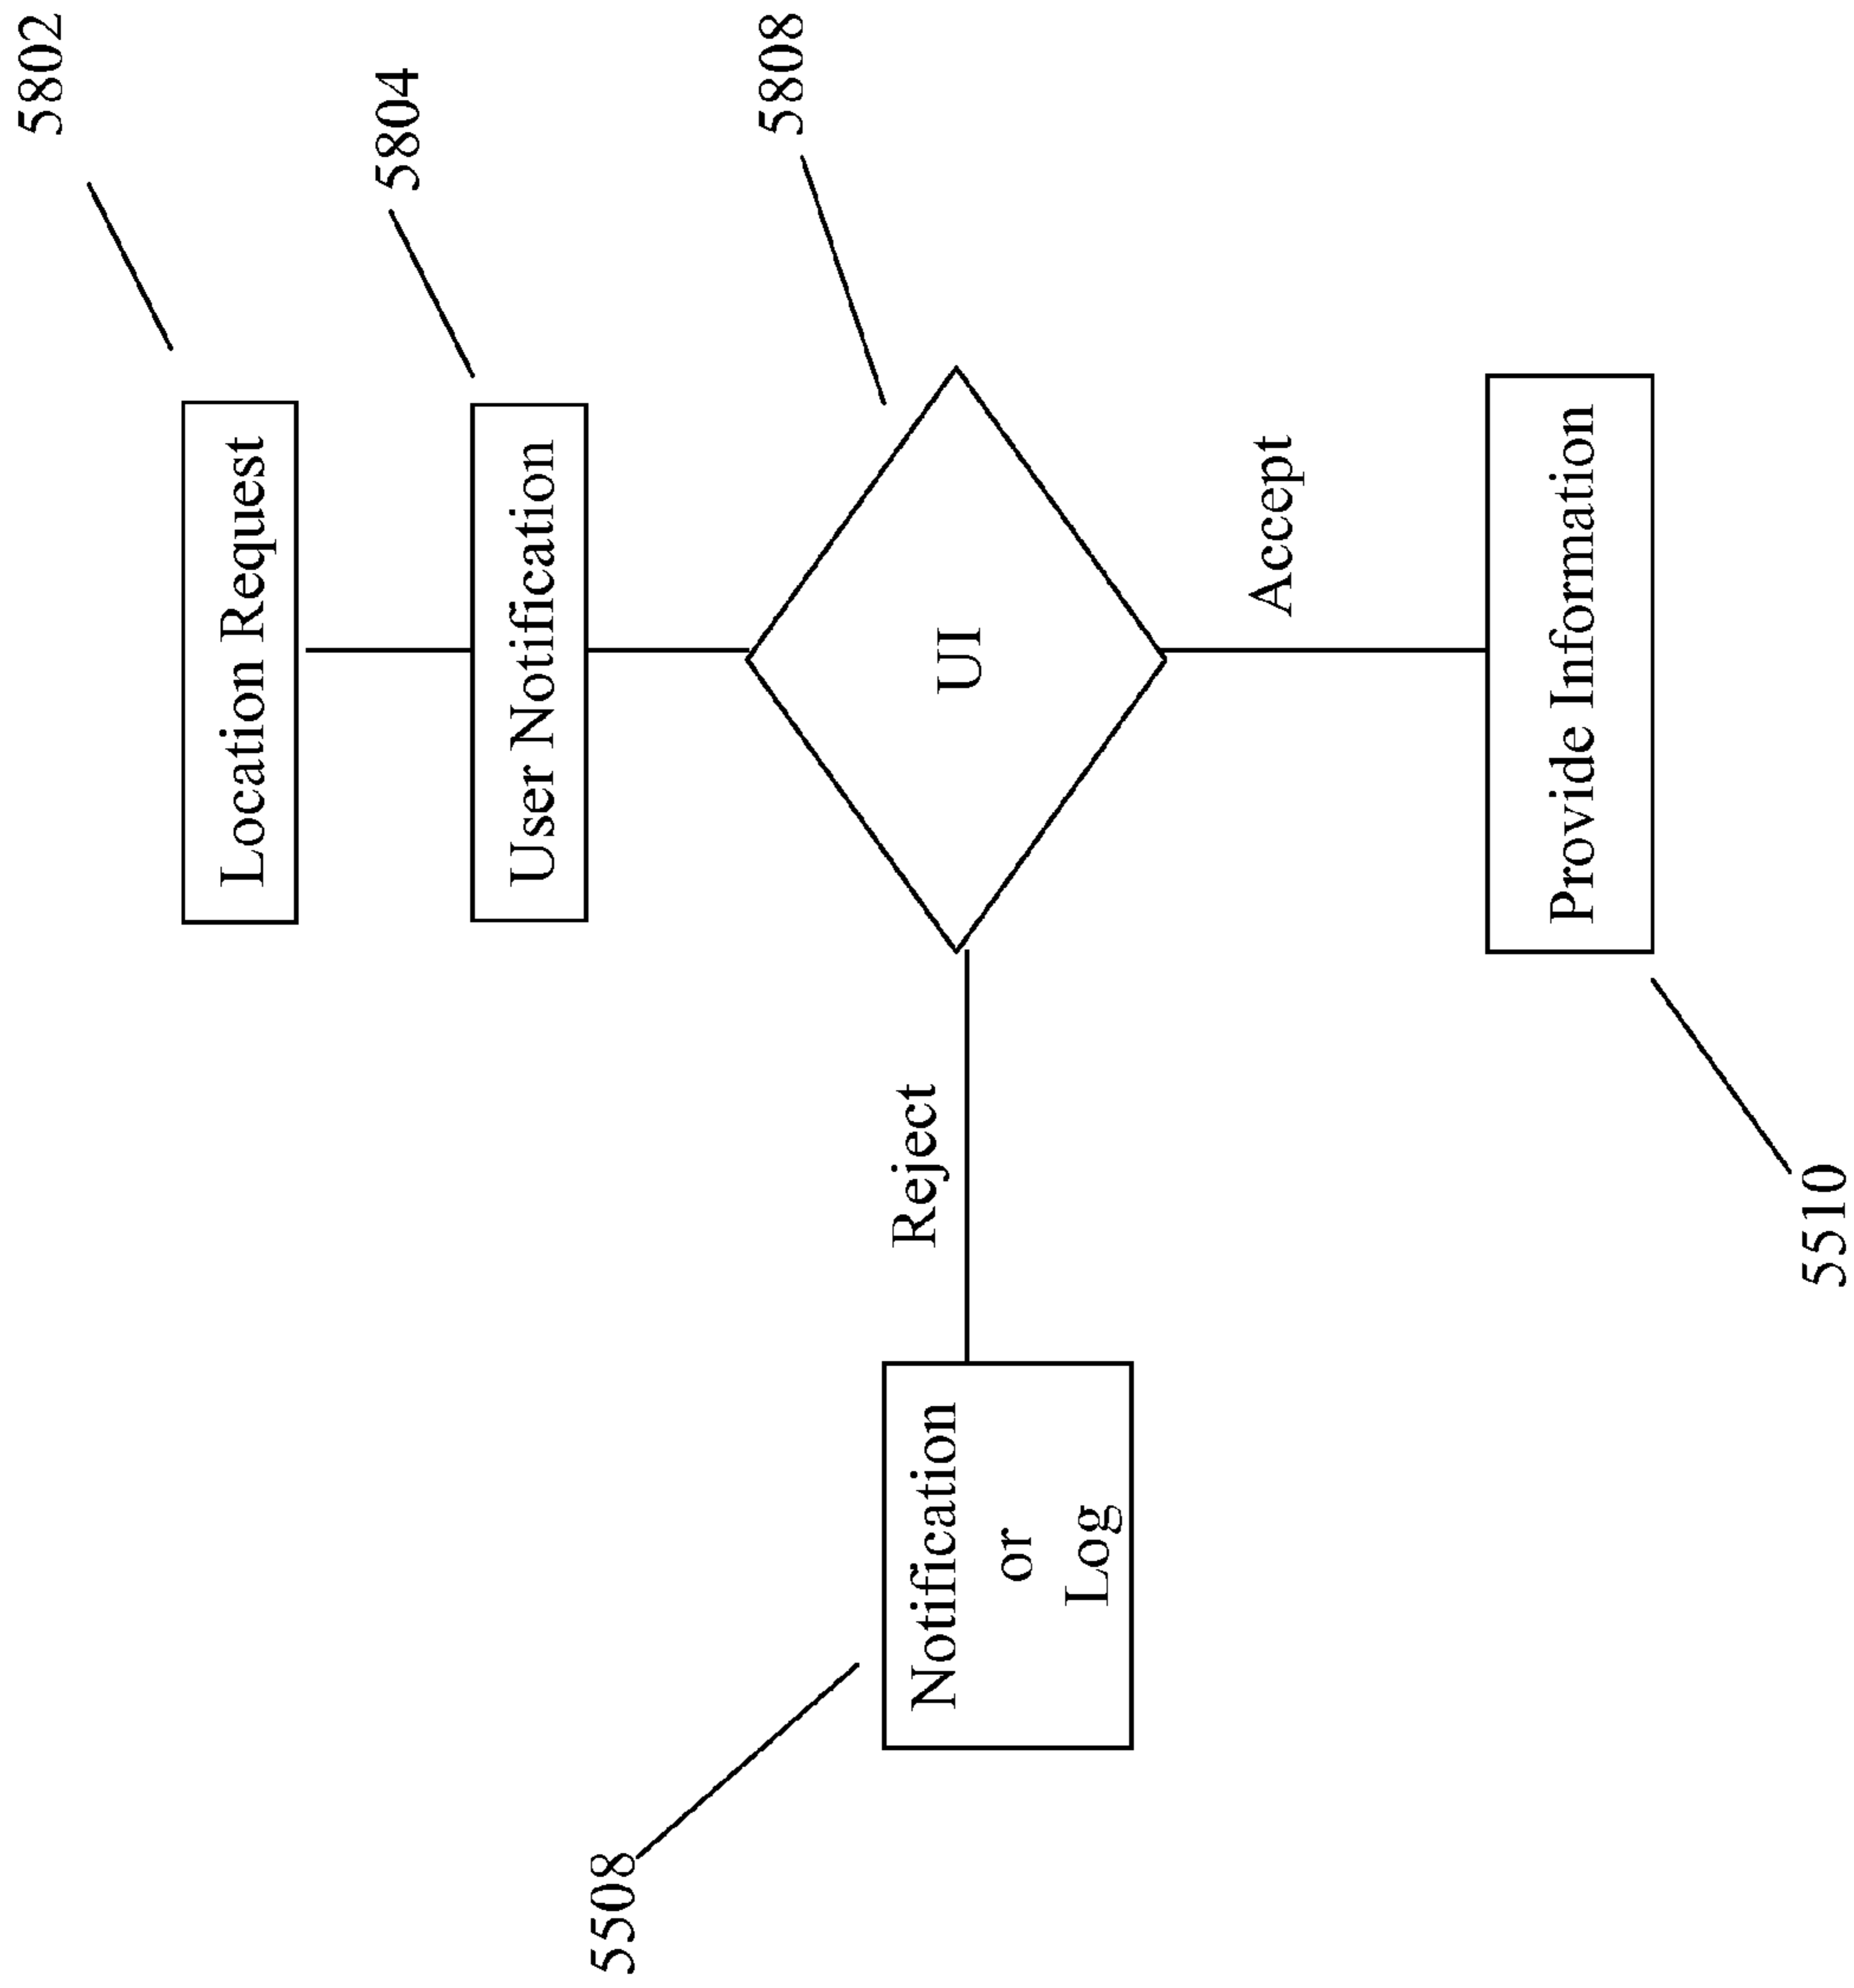 5802
Location Request
5804
User Notification
5808
UI
Reject
Accept
Notification
or
Log
5508
Provide Information
5510